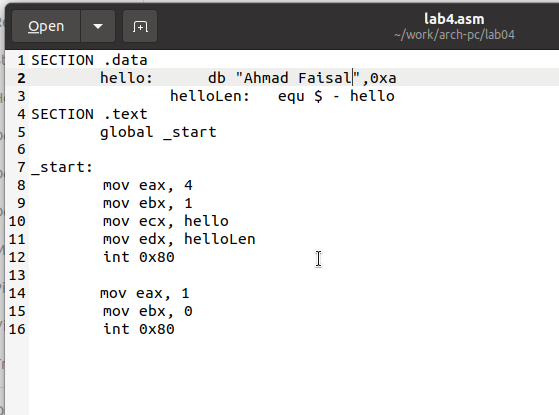 Open
lab4.asm
~/work/arch-pc/lab04
1 SECTION .data
2 hello: db "Ahmad Faisal",0xa
3 helloLen: equ $ - hello
4 SECTION .text
5 global _start
6
7 _start:
8 mov eax, 4
9 mov ebx, 1
10 mov ecx, hello
11 mov edx, helloLen
12 int 0x80
13
14 mov eax, 1
15 mov ebx, 0
16 int 0x80